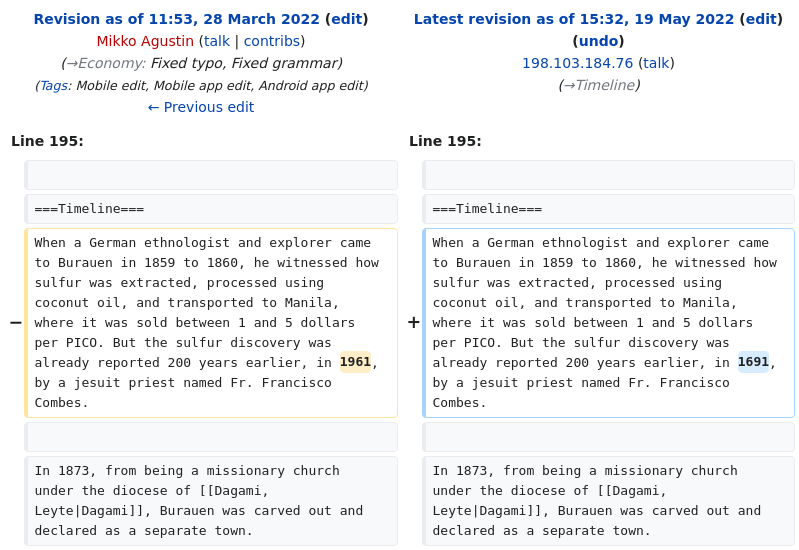 Revision as of 11:53, 28 March 2022 (edit)
Mikko Agustin (talk | contribs)
(→Economy: Fixed typo, Fixed grammar)
(Tags: Mobile edit, Mobile app edit, Android app edit)
← Previous edit
Latest revision as of 15:32, 19 May 2022 (edit)
(undo)
198.103.184.76 (talk)
(→Timeline)
Line 195:
===Timeline===
− When a German ethnologist and explorer came
to Burauen in 1859 to 1860, he witnessed how
sulfur was extracted, processed using
coconut oil, and transported to Manila,
where it was sold between 1 and 5 dollars
per PICO. But the sulfur discovery was
already reported 200 years earlier, in 1961,
by a jesuit priest named Fr. Francisco
Combes.
In 1873, from being a missionary church
under the diocese of [[Dagami,
Leyte|Dagami]], Burauen was carved out and
declared as a separate town.
Line 195:
===Timeline===
+ When a German ethnologist and explorer came
to Burauen in 1859 to 1860, he witnessed how
sulfur was extracted, processed using
coconut oil, and transported to Manila,
where it was sold between 1 and 5 dollars
per PICO. But the sulfur discovery was
already reported 200 years earlier, in 1691,
by a jesuit priest named Fr. Francisco
Combes.
In 1873, from being a missionary church
under the diocese of [[Dagami,
Leyte|Dagami]], Burauen was carved out and
declared as a separate town.